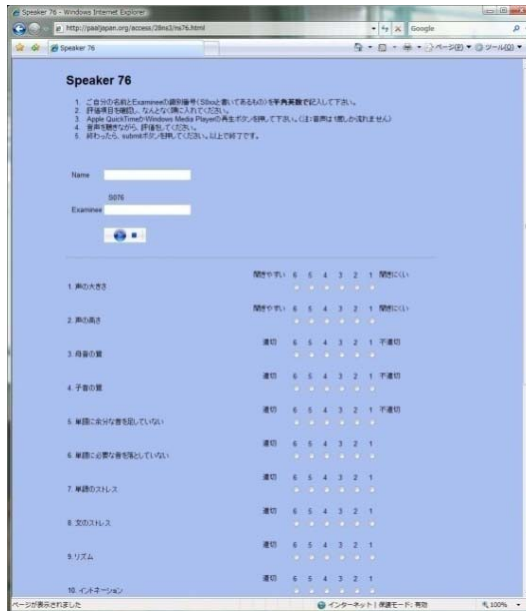 Speaker 76 - Windows Internet Explorer
http://paaljapan.org/access/28ns3/ns76.html
Google
Speaker 76
ページ(P) ツール(O)
Speaker 76
1. ご自分の名前とExamineeの識別番号(S0xxと書いてあるもの)を半角英数で記入して下さい。
2. 評価項目を確認し、なんとなく頭に入れてください。
3. Apple QuickTimeかWindows Media Playerの再生ボタンを押して下さい。(注:音声は1度しか流れません)
4. 音声を聴きながら、評価をしてください。
5. 終わったら、submitボタンを押してください。以上で終了です。
Name
S076
Examinee
聞きやすい 6 5 4 3 2 1 聞きにくい
1. 声の大きさ
聞きやすい 6 5 4 3 2 1 聞きにくい
2. 声の高さ
適切 6 5 4 3 2 1 不適切
3. 母音の質
適切 6 5 4 3 2 1 不適切
4. 子音の質
適切 6 5 4 3 2 1 不適切
5. 単語に余分な音を足していない
適切 6 5 4 3 2 1
6. 単語に必要な音を落としていない
適切 6 5 4 3 2 1
7. 単語のストレス
適切 6 5 4 3 2 1
8. 文のストレス
適切 6 5 4 3 2 1
9. リズム
適切 6 5 4 3 2 1
10. イントネーション
ページが表示されました インターネット | 保護モード: 有効 100%